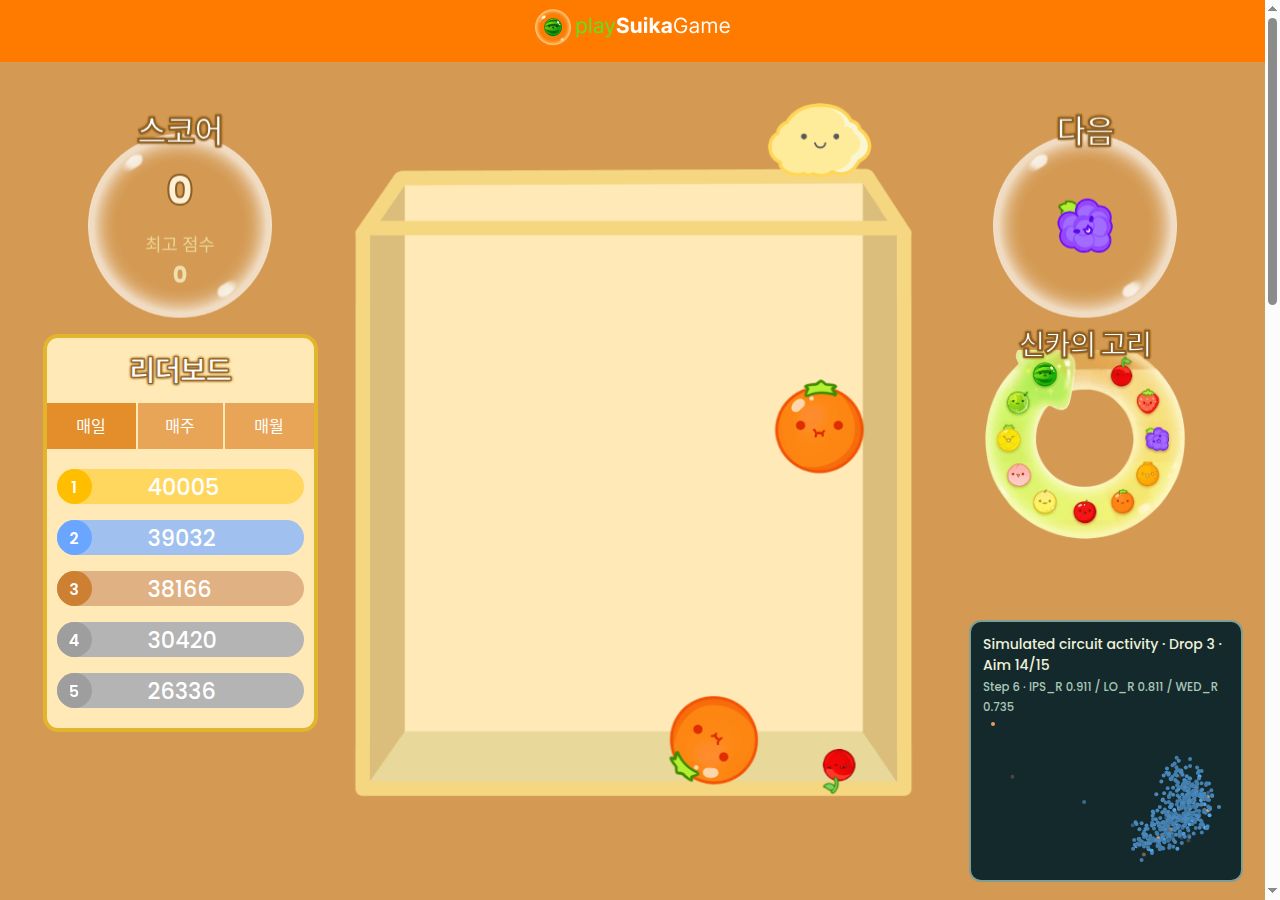 playSuikaGame
스코어
0
최고 점수
0
다음
리더보드
매일 매주 매월
1 40005
2 39032
3 38166
4 30420
5 26336
신카의 고리
Simulated circuit activity · Drop 3 ·
Aim 14/15
Step 6 · IPS_R 0.911 / LO_R 0.811 / WED_R
0.735